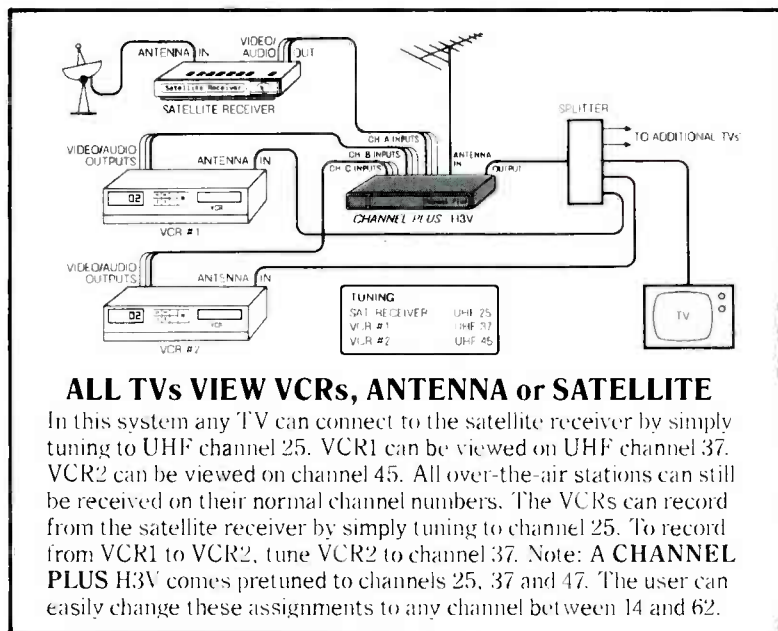 ANTENNA IN
VIDEO/
AUDIO OUT
Satellite Receiver
SATELLITE RECEIVER
SPLITTER
TO ADDITIONAL TVs
CH A INPUTS
CH B INPUTS
CH C INPUTS
ANTENNA
IN
OUTPUT
VIDEO/AUDIO
OUTPUTS
ANTENNA IN
02
VCR
VCR #1
Channel Plus
CHANNEL PLUS H3V
VIDEO/AUDIO
OUTPUTS
ANTENNA IN
02
VCR
VCR #2
TUNING
SAT RECEIVER UHF 25
VCR #1 UHF 37
VCR #2 UHF 45
TV
ALL TVs VIEW VCRs, ANTENNA or SATELLITE
In this system any TV can connect to the satellite receiver by simply
tuning to UHF channel 25. VCR1 can be viewed on UHF channel 37.
VCR2 can be viewed on channel 45. All over-the-air stations can still
be received on their normal channel numbers. The VCRs can record
from the satellite receiver by simply tuning to channel 25. To record
from VCR1 to VCR2, tune VCR2 to channel 37. Note: A CHANNEL
PLUS H3V comes pretuned to channels 25, 37 and 47. The user can
easily change these assignments to any channel between 14 and 62.